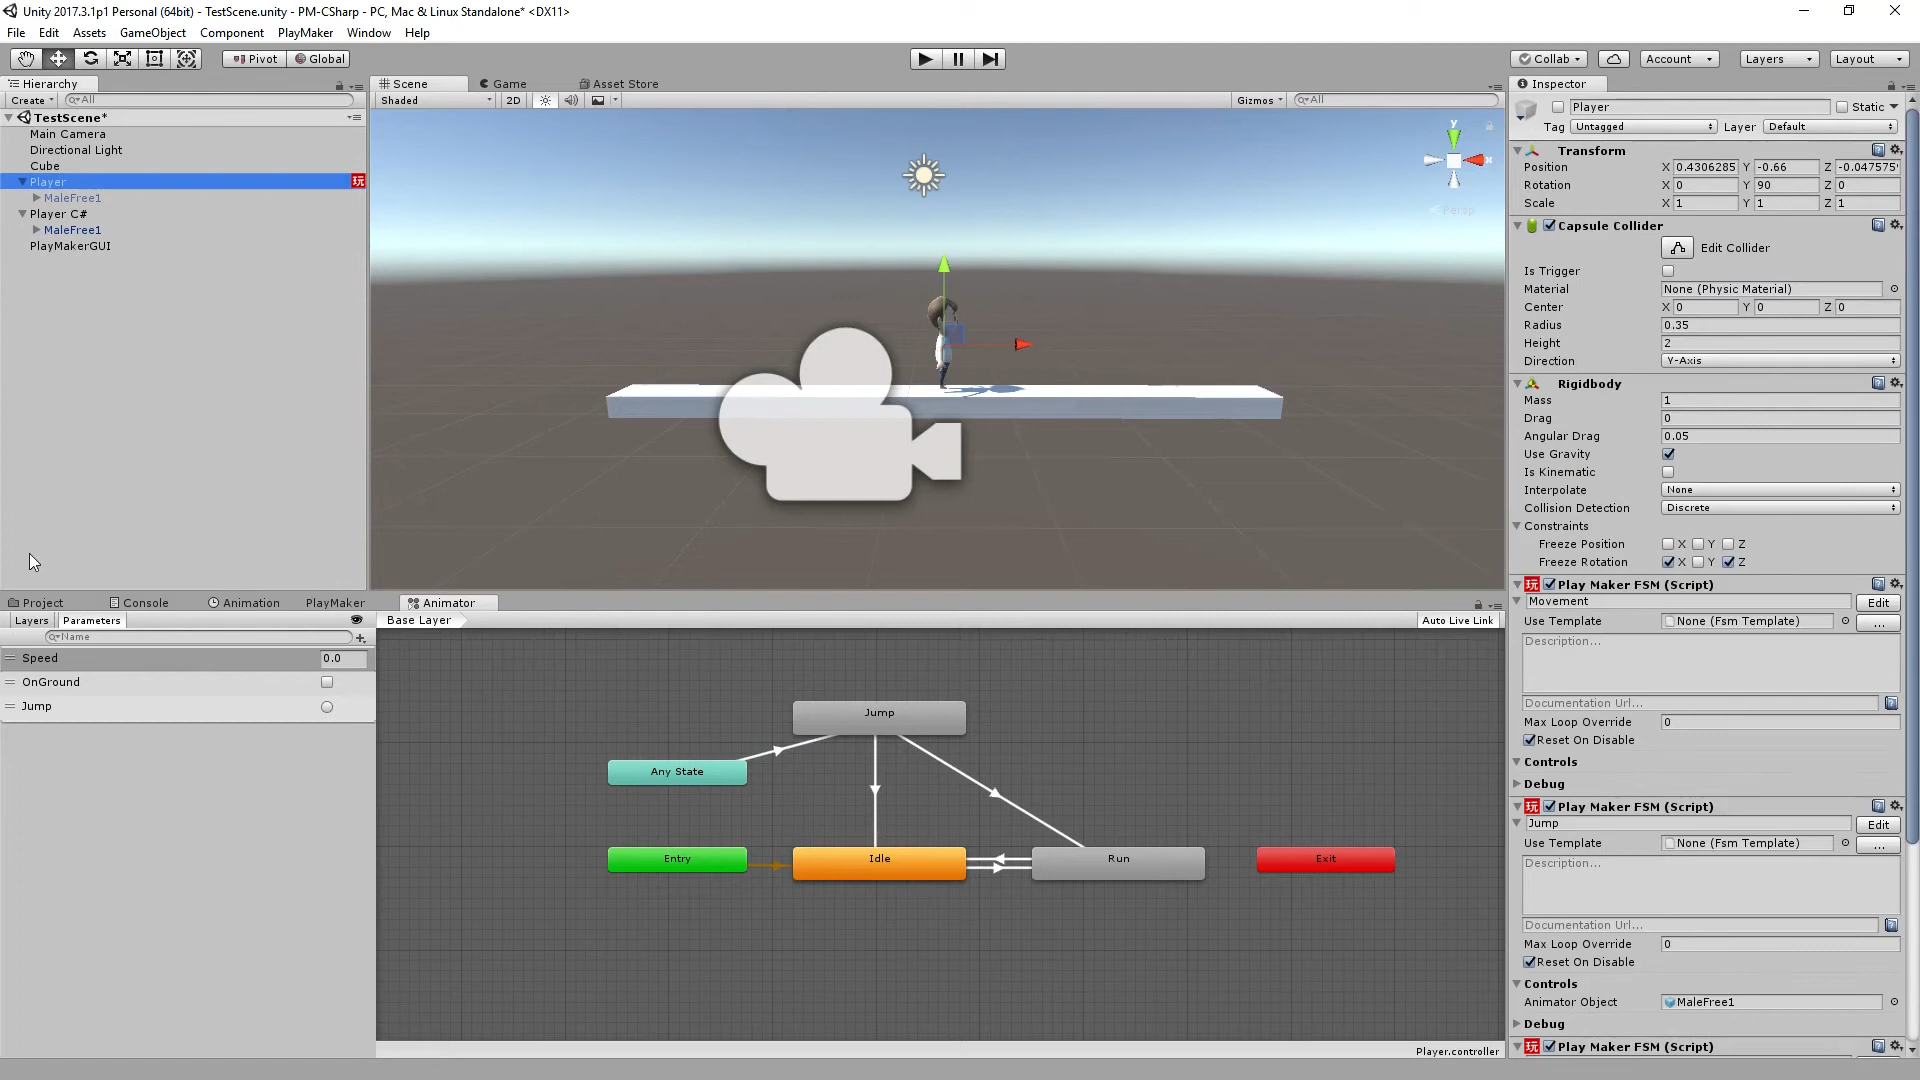 Unity 2017.3.1p1 Personal (64bit) - TestScene.unity - PM-CSharp - PC, Mac & Linux Standalone* <DX11>
File Edit Assets GameObject Component PlayMaker Window Help
Pivot Global
Collab Account Layers Layout
Hierarchy
Create All
TestScene*
Main Camera
Directional Light
Cube
Player 玩
MaleFree1
Player C#
MaleFree1
PlayMakerGUI
Scene Game Asset Store
Shaded 2D Gizmos All
y
x
Persp
Inspector
Player Static
Tag Untagged Layer Default
Transform
Position X 0.4306285 Y -0.66 Z -0.047575
Rotation X 0 Y 90 Z 0
Scale X 1 Y 1 Z 1
Capsule Collider
Edit Collider
Is Trigger
Material None (Physic Material)
Center X 0 Y 0 Z 0
Radius 0.35
Height 2
Direction Y-Axis
Rigidbody
Mass 1
Drag 0
Angular Drag 0.05
Use Gravity
Is Kinematic
Interpolate None
Collision Detection Discrete
Constraints
Freeze Position X Y Z
Freeze Rotation X Y Z
玩 Play Maker FSM (Script)
Movement Edit
Use Template None (Fsm Template) ...
Description...
Documentation Url...
Max Loop Override 0
Reset On Disable
Controls
Debug
玩 Play Maker FSM (Script)
Jump Edit
Use Template None (Fsm Template) ...
Description...
Documentation Url...
Max Loop Override 0
Reset On Disable
Controls
Animator Object MaleFree1
Debug
玩 Play Maker FSM (Script)
Project Console Animation PlayMaker Animator
Layers Parameters Base Layer Auto Live Link
Name
Speed 0.0
OnGround
Jump
Jump
Any State
Entry Idle Run Exit
Player.controller